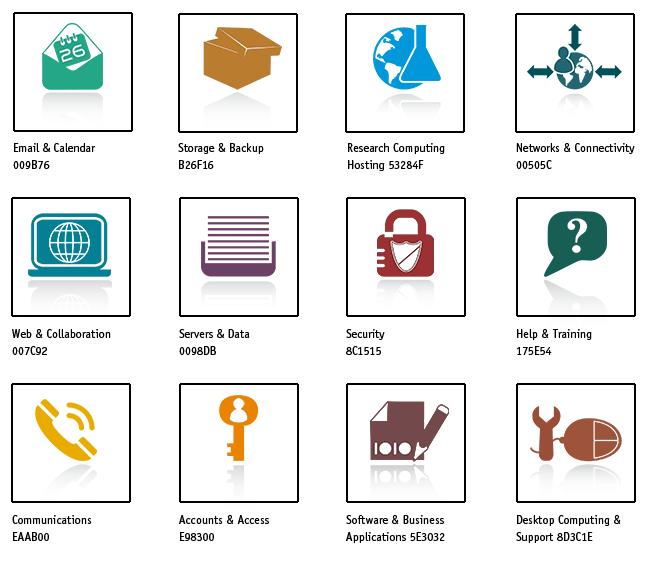 26
Email & Calendar
009B76
Storage & Backup
B26F16
Research Computing
Hosting 53284F
Networks & Connectivity
00505C
?
Web & Collaboration
007C92
Servers & Data
0098DB
Security
8C1515
Help & Training
175E54
IOIO
Communications
EAAB00
Accounts & Access
E98300
Software & Business
Applications 5E3032
Desktop Computing &
Support 8D3C1E